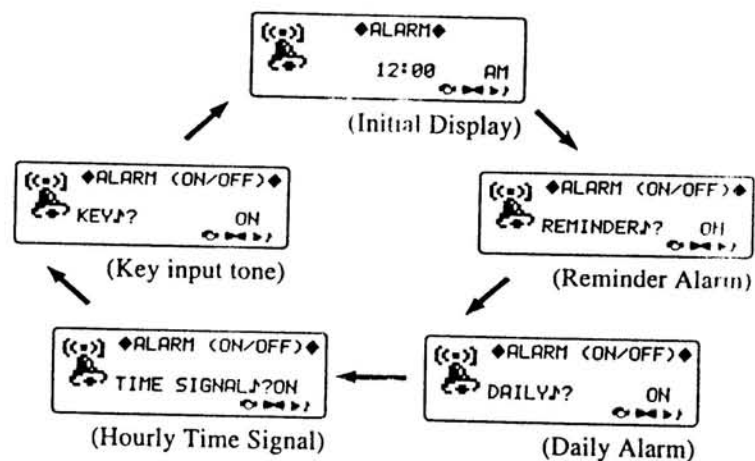 ◆ALARM◆
12:00 AM
(Initial Display)
◆ALARM (ON/OFF)◆
REMINDER♪? ON
(Reminder Alarm)
◆ALARM (ON/OFF)◆
DAILY♪? ON
(Daily Alarm)
◆ALARM (ON/OFF)◆
TIME SIGNAL♪?ON
(Hourly Time Signal)
◆ALARM (ON/OFF)◆
KEY♪? ON
(Key input tone)